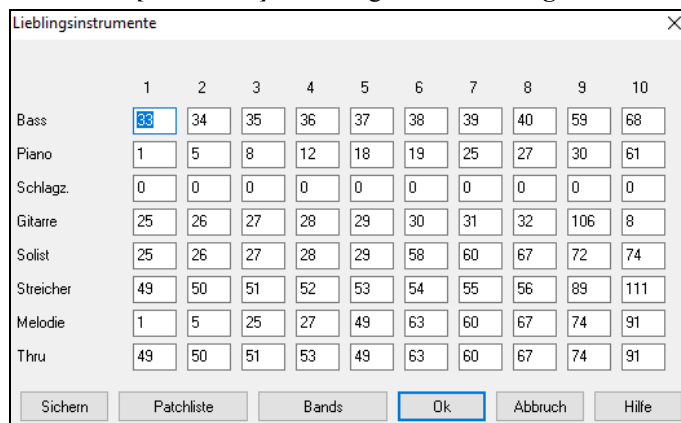 Lieblingsinstrumente
1 2 3 4 5 6 7 8 9 10
Bass 33 34 35 36 37 38 39 40 59 68
Piano 1 5 8 12 18 19 25 27 30 61
Schlagz. 0 0 0 0 0 0 0 0 0 0
Gitarre 25 26 27 28 29 30 31 32 106 8
Solist 25 26 27 28 29 58 60 67 72 74
Streicher 49 50 51 52 53 54 55 56 89 111
Melodie 1 5 25 27 49 63 60 67 74 91
Thru 49 50 51 53 49 63 60 67 74 91
Sichern Patchliste Bands Ok Abbruch Hilfe